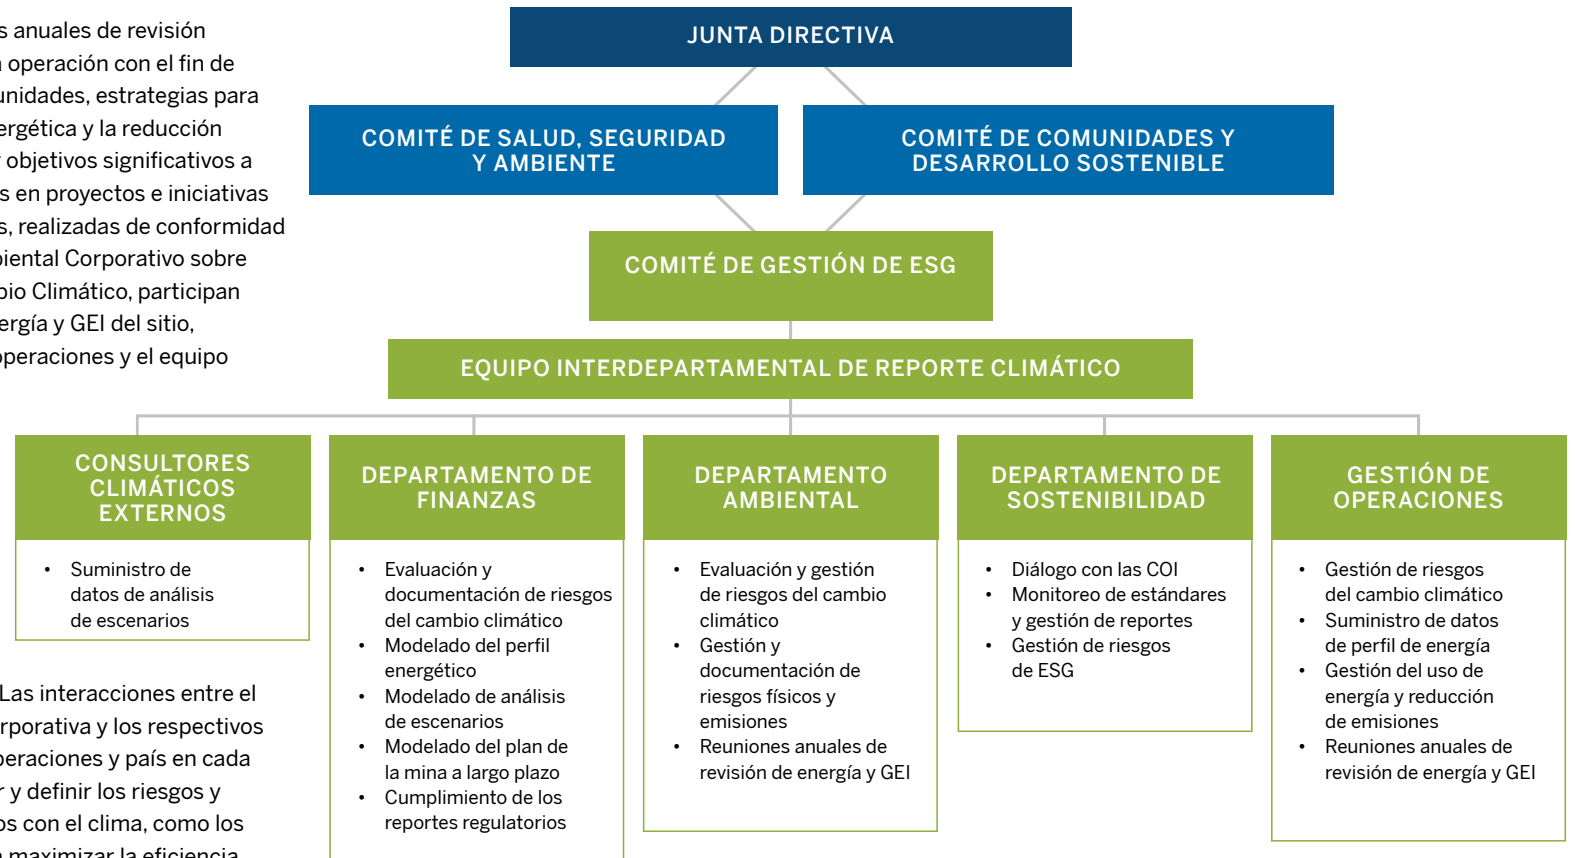 s anuales de revisión
operación con el fin de
unidades, estrategias para
ergética y la reducción
objetivos significativos a
s en proyectos e iniciativas
s, realizadas de conformidad
biental Corporativo sobre
bio Climático, participan
ergía y GEI del sitio,
operaciones y el equipo
JUNTA DIRECTIVA
COMITÉ DE SALUD, SEGURIDAD
Y AMBIENTE
COMITÉ DE COMUNIDADES Y
DESARROLLO SOSTENIBLE
COMITÉ DE GESTIÓN DE ESG
EQUIPO INTERDEPARTAMENTAL DE REPORTE CLIMÁTICO
CONSULTORES
CLIMÁTICOS
EXTERNOS
• Suministro de
datos de análisis
de escenarios
DEPARTAMENTO DE
FINANZAS
• Evaluación y
documentación de riesgos
del cambio climático
• Modelado del perfil
energético
• Modelado de análisis
de escenarios
• Modelado del plan de
la mina a largo plazo
• Cumplimiento de los
reportes regulatorios
DEPARTAMENTO
AMBIENTAL
• Evaluación y gestión
de riesgos del cambio
climático
• Gestión y
documentación de
riesgos físicos y
emisiones
• Reuniones anuales de
revisión de energía y GEI
DEPARTAMENTO DE
SOSTENIBILIDAD
• Diálogo con las COI
• Monitoreo de estándares
y gestión de reportes
• Gestión de riesgos
de ESG
GESTIÓN DE
OPERACIONES
• Gestión de riesgos
del cambio climático
• Suministro de datos
de perfil de energía
• Gestión del uso de
energía y reducción
de emisiones
• Reuniones anuales de
revisión de energía y GEI
Las interacciones entre el
rporativa y los respectivos
peraciones y país en cada
r y definir los riesgos y
os con el clima, como los
maximizar la eficiencia